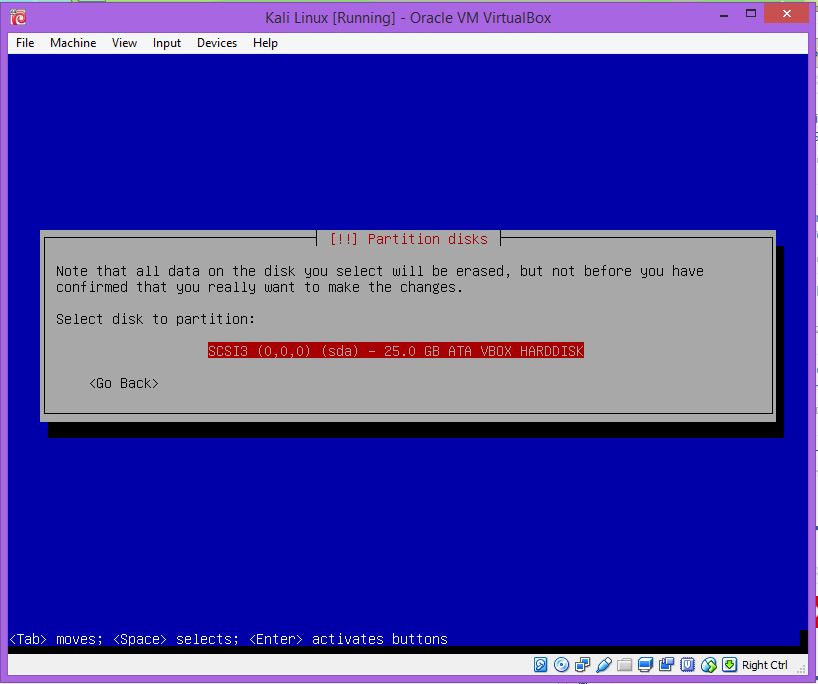 Kali Linux [Running] - Oracle VM VirtualBox
File Machine View Input Devices Help
[!!] Partition disks
Note that all data on the disk you select will be erased, but not before you have
confirmed that you really want to make the changes.
Select disk to partition:
SCSI3 (0,0,0) (sda) - 25.0 GB ATA VBOX HARDDISK
<Go Back>
<Tab> moves; <Space> selects; <Enter> activates buttons
Right Ctrl